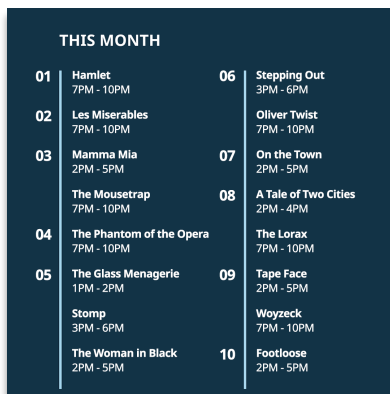 THIS MONTH
01
Hamlet
7PM - 10PM
02
Les Miserables
7PM - 10PM
03
Mamma Mia
2PM - 5PM
The Mousetrap
7PM - 10PM
04
The Phantom of the Opera
7PM - 10PM
05
The Glass Menagerie
1PM - 2PM
Stomp
3PM - 6PM
The Woman in Black
2PM - 5PM
06
Stepping Out
3PM - 6PM
Oliver Twist
7PM - 10PM
07
On the Town
2PM - 5PM
08
A Tale of Two Cities
2PM - 4PM
The Lorax
7PM - 10PM
09
Tape Face
2PM - 5PM
Woyzeck
7PM - 10PM
10
Footloose
2PM - 5PM